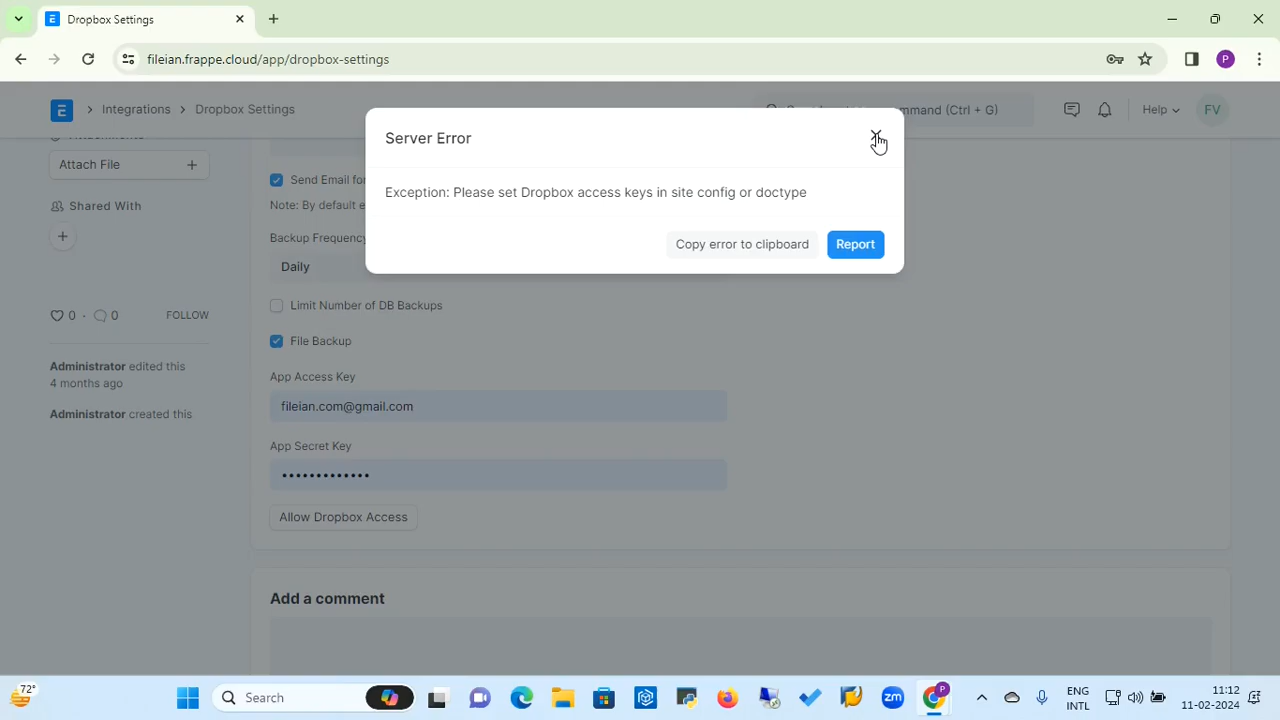 Dropbox Settings
fileian.frappe.cloud/app/dropbox-settings
E
Integrations
Dropbox Settings
mmand (Ctrl + G)
Help
FV
Attach File
Shared With
0 · 0
FOLLOW
Administrator edited this
4 months ago
Administrator created this
Server Error
Exception: Please set Dropbox access keys in site config or doctype
Copy error to clipboard
Report
Send Email for
Note: By default e
Backup Frequency
Daily
Limit Number of DB Backups
File Backup
App Access Key
fileian.com@gmail.com
App Secret Key
•••••••••••••
Allow Dropbox Access
Add a comment
72°
Search
zm
P
ENG
INTL
11:12
11-02-2024